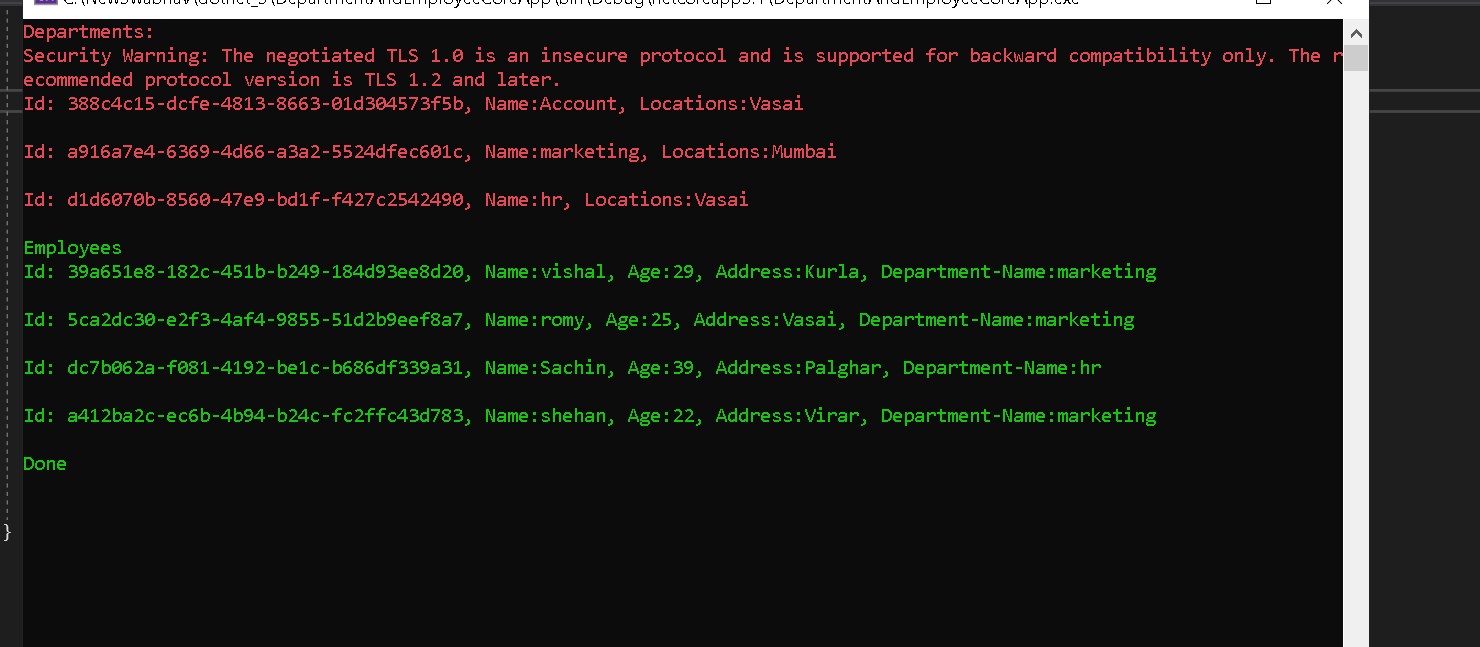 Departments:
Security Warning: The negotiated TLS 1.0 is an insecure protocol and is supported for backward compatibility only. The r
ecommended protocol version is TLS 1.2 and later.
Id: 388c4c15-dcfe-4813-8663-01d304573f5b, Name:Account, Locations:Vasai
Id: a916a7e4-6369-4d66-a3a2-5524dfec601c, Name:marketing, Locations:Mumbai
Id: d1d6070b-8560-47e9-bd1f-f427c2542490, Name:hr, Locations:Vasai
Employees
Id: 39a651e8-182c-451b-b249-184d93ee8d20, Name:vishal, Age:29, Address:Kurla, Department-Name:marketing
Id: 5ca2dc30-e2f3-4af4-9855-51d2b9eef8a7, Name:romy, Age:25, Address:Vasai, Department-Name:marketing
Id: dc7b062a-f081-4192-be1c-b686df339a31, Name:Sachin, Age:39, Address:Palghar, Department-Name:hr
Id: a412ba2c-ec6b-4b94-b24c-fc2ffc43d783, Name:shehan, Age:22, Address:Virar, Department-Name:marketing
Done
}